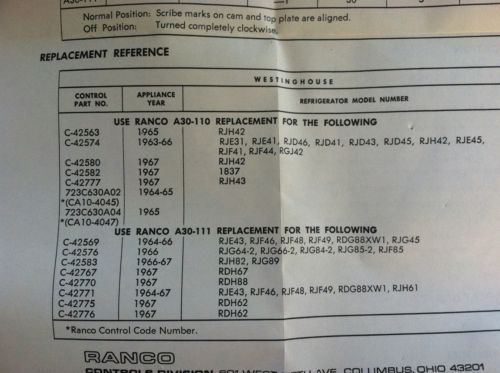 Normal Position: Scribe marks on cam and top plate are aligned.
Off Position: Turned completely clockwise.
REPLACEMENT REFERENCE
WESTINGHOUSE
CONTROL PART NO. APPLIANCE YEAR REFRIGERATOR MODEL NUMBER
USE RANCO A30-110 REPLACEMENT FOR THE FOLLOWING
C-42563 1965 RJH42
C-42574 1963-66 RJE31, RJE41, RJD46, RJD41, RJD43, RJD45, RJH42, RJE45,
RJF41, RJF44, RGJ42
C-42580 1967 RJH42
C-42582 1967 1837
C-42777 1967 RJH43
723C630A02 1964-65
*(CA10-4045)
723C630A04 1965
*(CA10-4047)
USE RANCO A30-111 REPLACEMENT FOR THE FOLLOWING
C-42569 1964-66 RJE43, RJF46, RJF48, RJF49, RDG88XW1, RJG45
C-42576 1966 RJG64-2, RJG66-2, RJG84-2, RJG85-2, RJF85
C-42583 1966-67 RJH82, RJG89
C-42767 1967 RDH67
C-42770 1967 RDH88
C-42771 1964-67 RJE43, RJF46, RJF48, RJF49, RDG88XW1, RJH61
C-42775 1967 RDH62
C-42776 1967 RDH62
*Ranco Control Code Number.
RANCO
CONTROLS DIVISION 601 WEST AVE, COLUMBUS, OHIO 43201